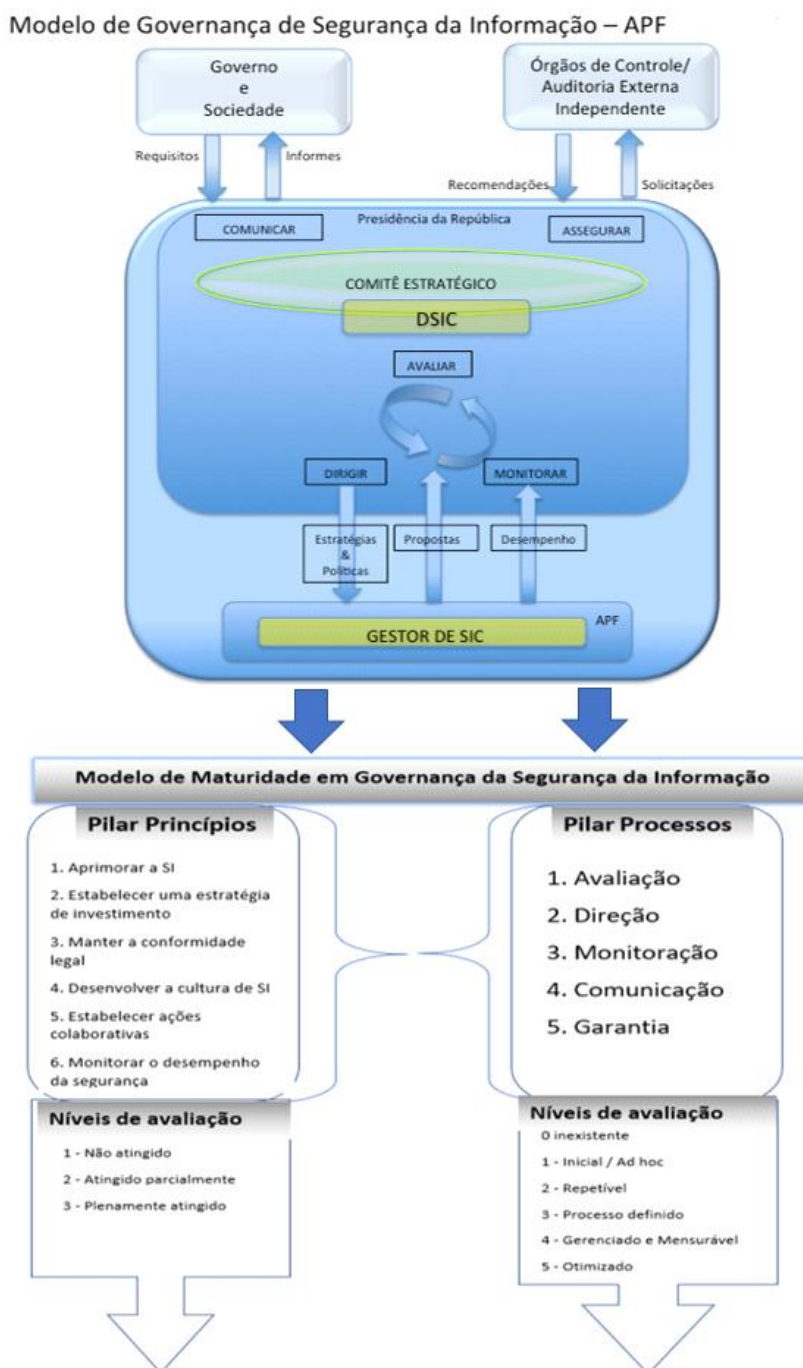 Modelo de Governança de Segurança da Informação – APF
Governo
e
Sociedade
Órgãos de Controle/
Auditoria Externa
Independente
Requisitos
Informes
Recomendações
Solicitações
Presidência da República
COMUNICAR
ASSEGURAR
COMITÊ ESTRATÉGICO
DSIC
AVALIAR
DIRIGIR
MONITORAR
Estratégias
&
Políticas
Propostas
Desempenho
APF
GESTOR DE SIC
Modelo de Maturidade em Governança da Segurança da Informação
Pilar Princípios
1. Aprimorar a SI
2. Estabelecer uma estratégia
de investimento
3. Manter a conformidade
legal
4. Desenvolver a cultura de SI
5. Estabelecer ações
colaborativas
6. Monitorar o desempenho
da segurança
Níveis de avaliação
1 - Não atingido
2 - Atingido parcialmente
3 - Plenamente atingido
Pilar Processos
1. Avaliação
2. Direção
3. Monitoração
4. Comunicação
5. Garantia
Níveis de avaliação
0 inexistente
1 - Inicial / Ad hoc
2 - Repetível
3 - Processo definido
4 - Gerenciado e Mensurável
5 - Otimizado